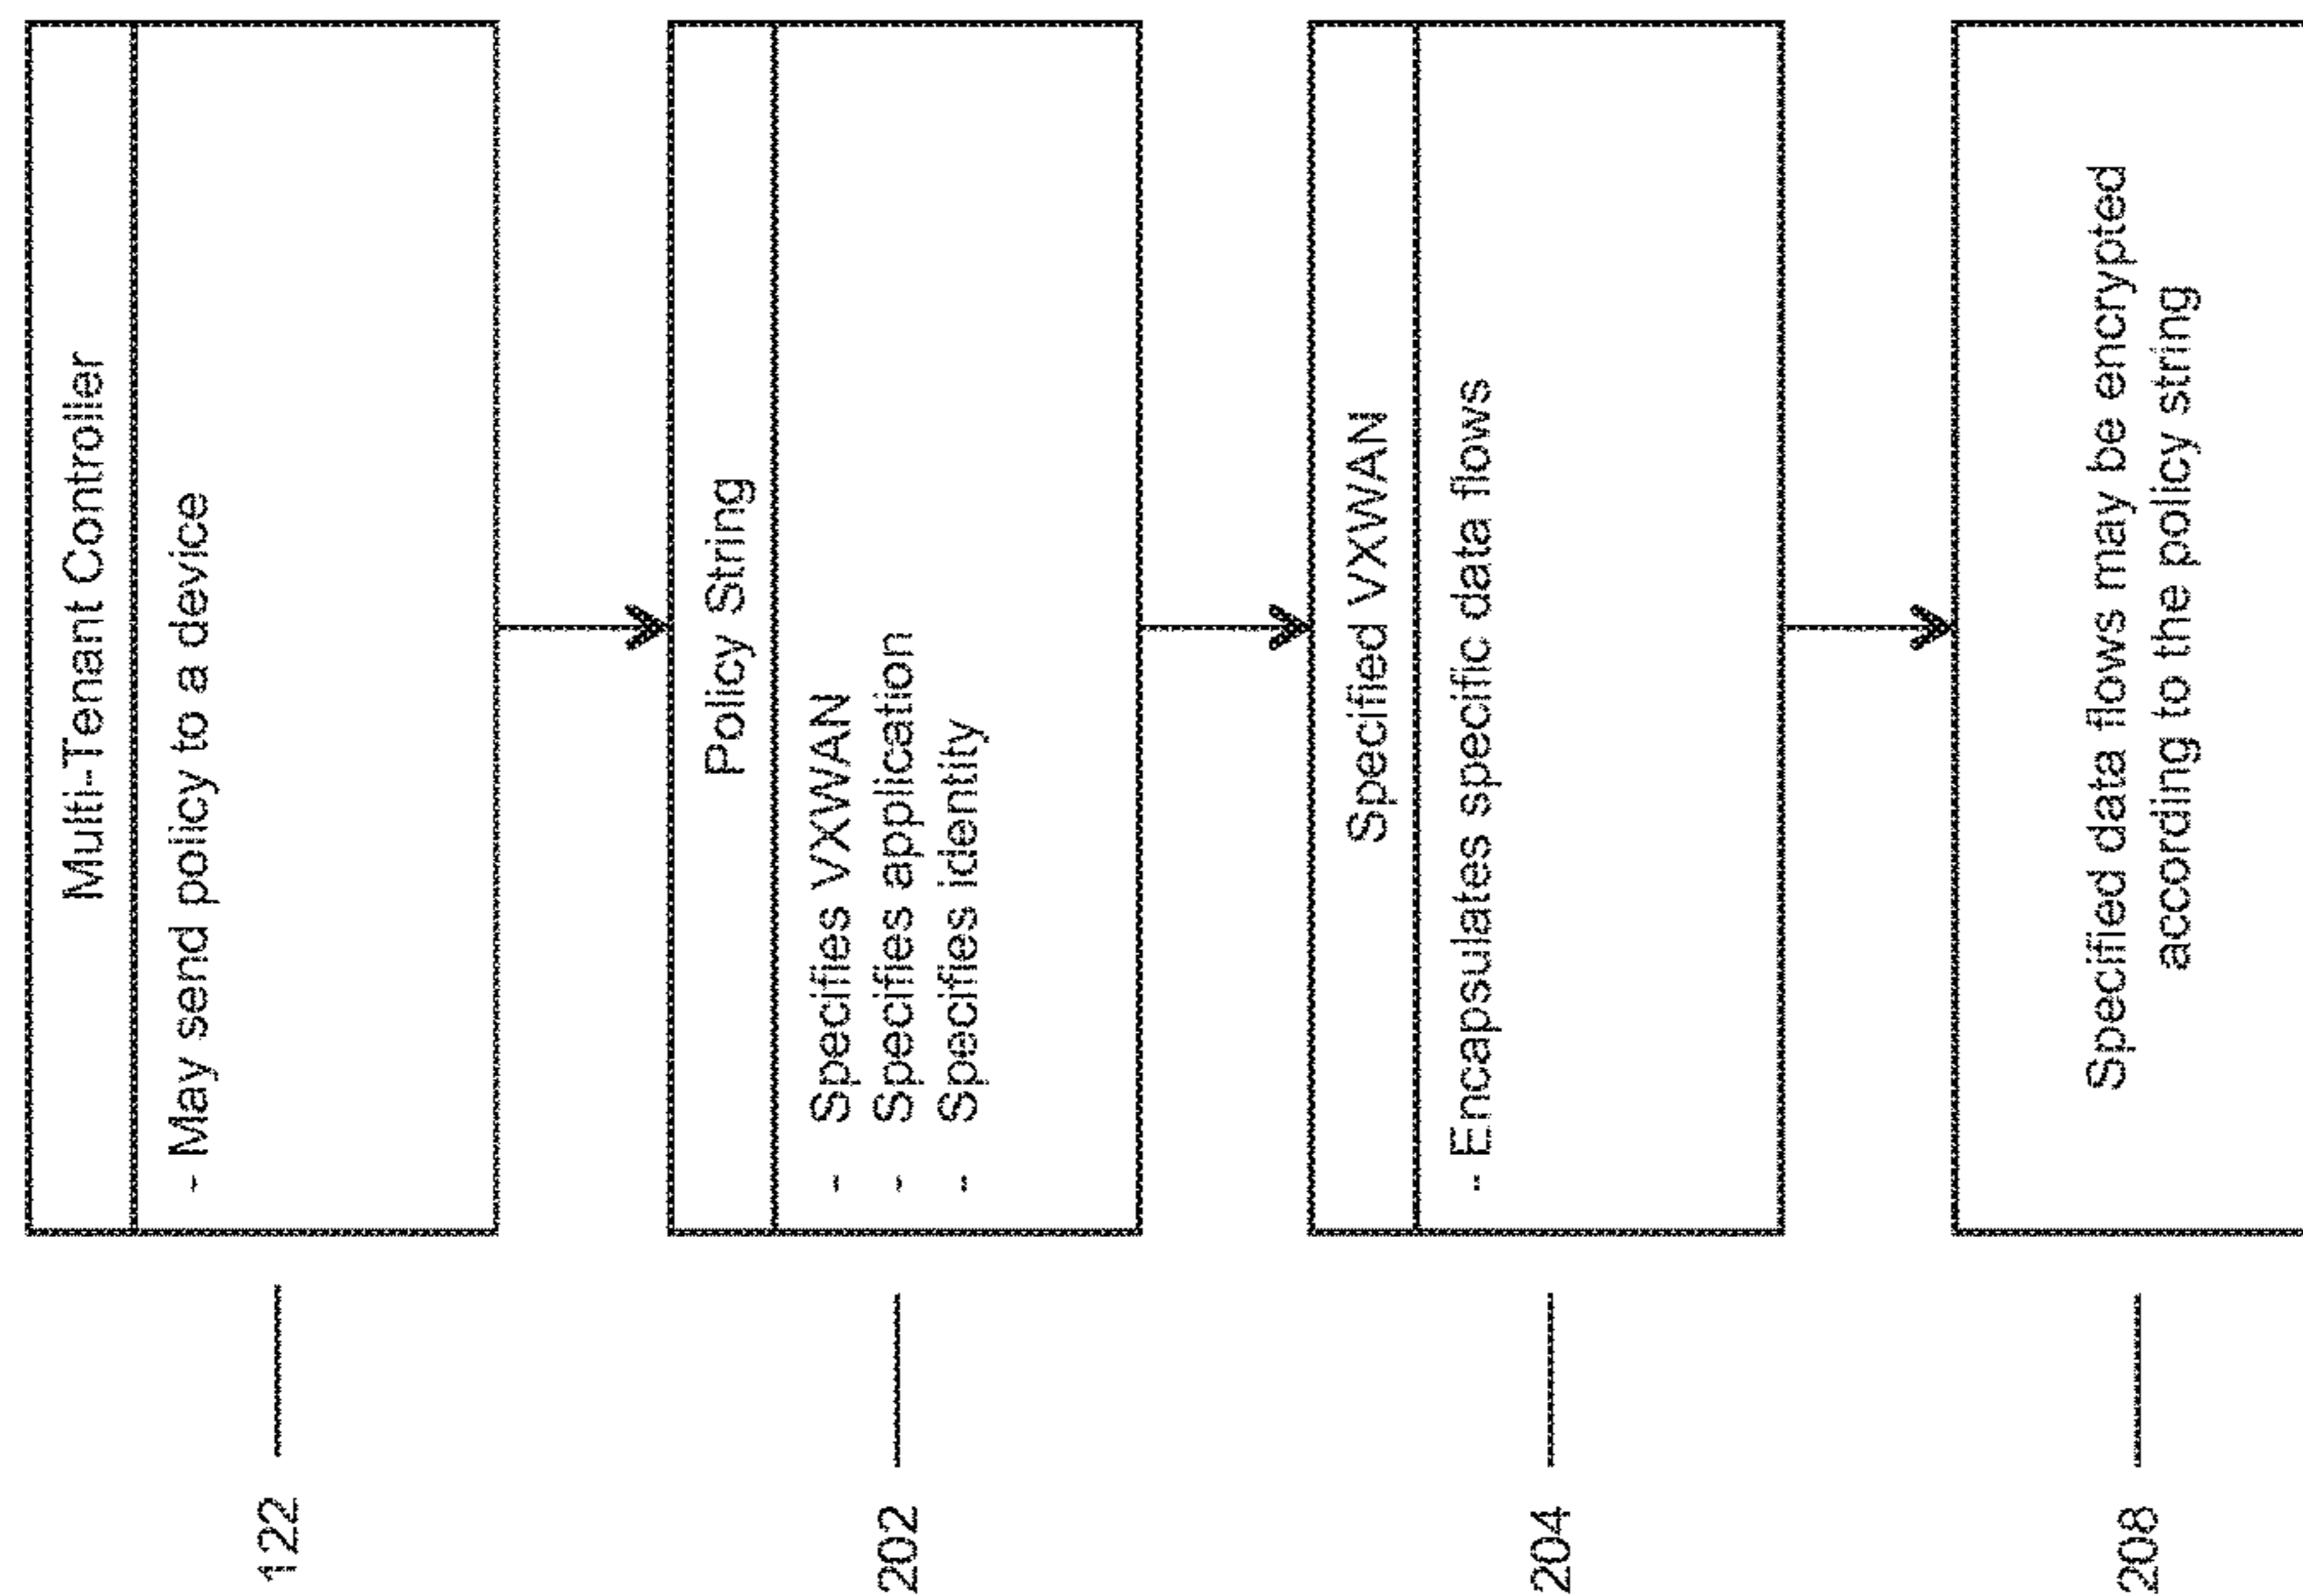 122
Multi-Tenant Controller
- May send policy to a device
202
Policy String
- Specifies VXWAN
- Specifies application
- Specifies identity
204
Specified VXWAN
- Encapsulates specific data flows
208
Specified data flows may be encrypted
according to the policy string